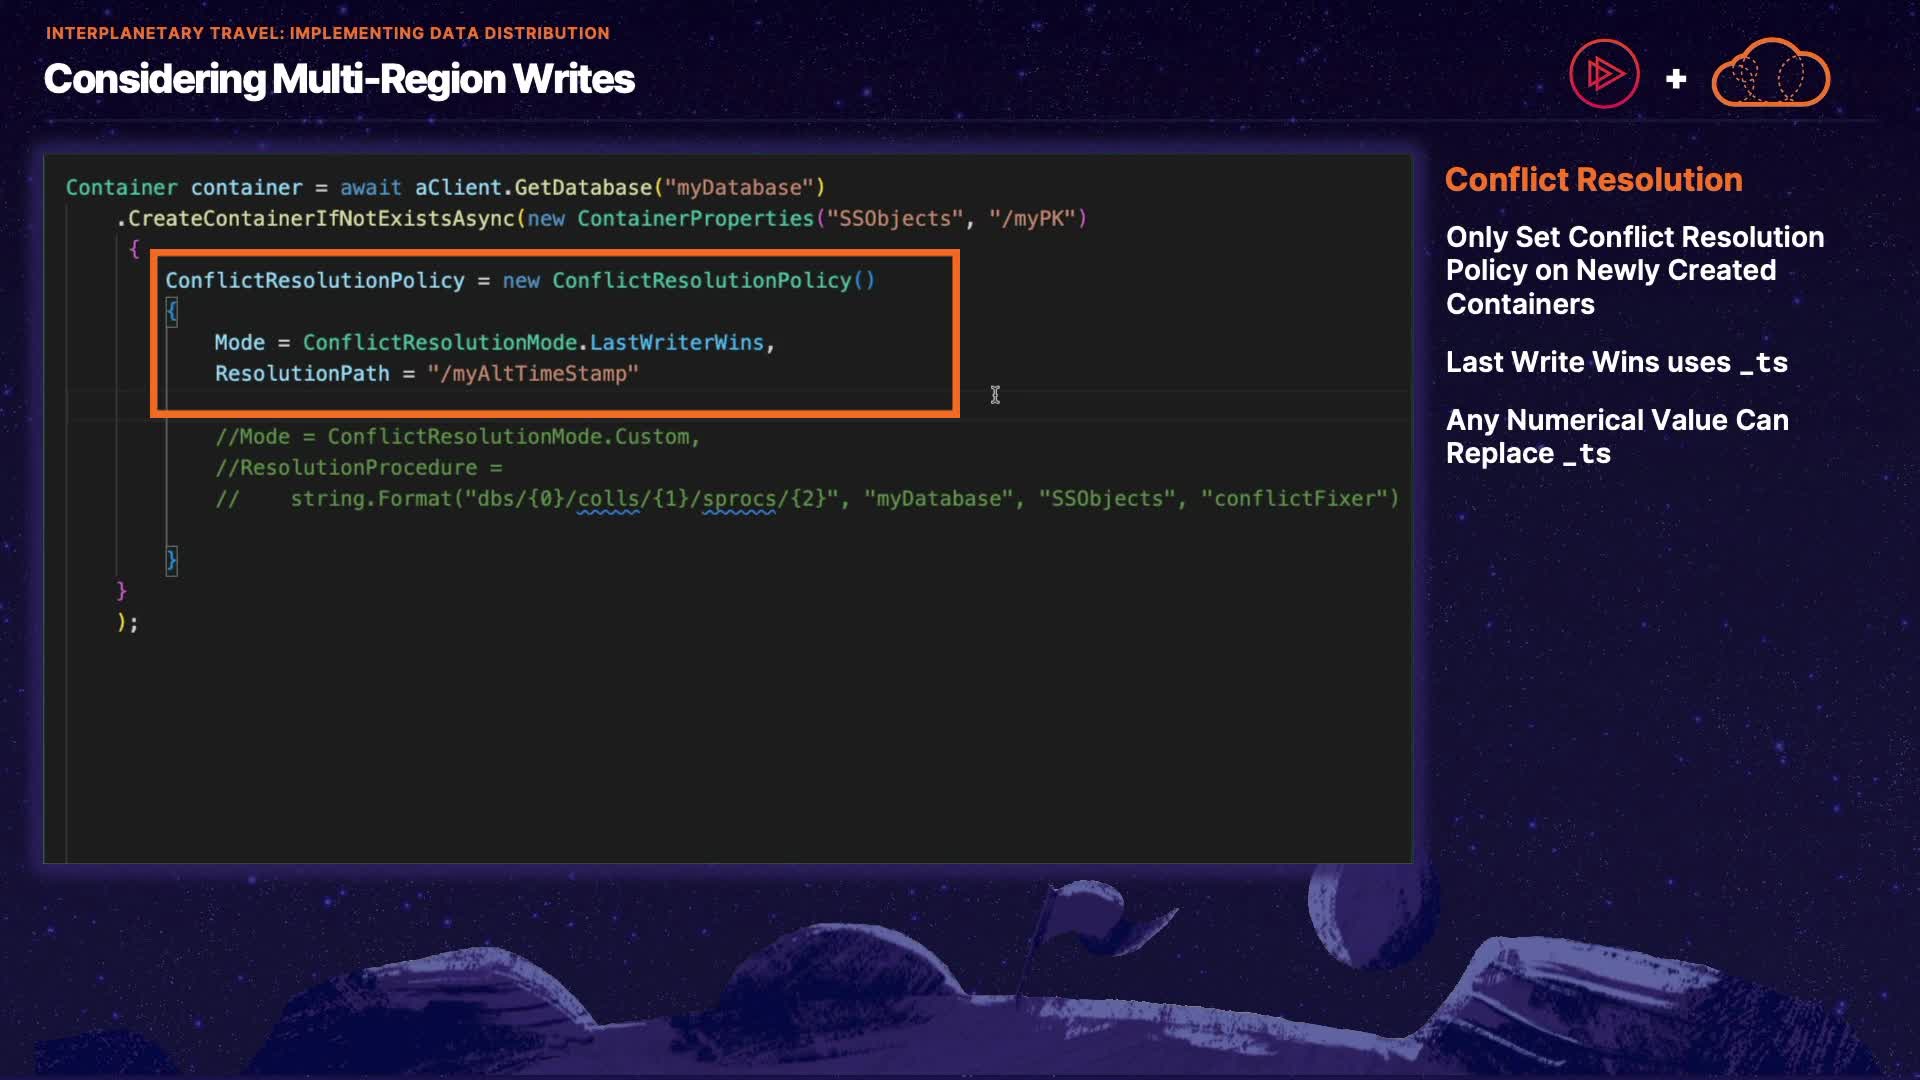 INTERPLANETARY TRAVEL: IMPLEMENTING DATA DISTRIBUTION
Considering Multi-Region Writes
+
Container container = await aClient.GetDatabase("myDatabase")
.CreateContainerIfNotExistsAsync(new ContainerProperties("SSObjects", "/myPK")
{
ConflictResolutionPolicy = new ConflictResolutionPolicy()
{
Mode = ConflictResolutionMode.LastWriterWins,
ResolutionPath = "/myAltTimeStamp"
//Mode = ConflictResolutionMode.Custom,
//ResolutionProcedure =
//    string.Format("dbs/{0}/colls/{1}/sprocs/{2}", "myDatabase", "SSObjects", "conflictFixer")
}
}
);
Conflict Resolution
Only Set Conflict Resolution
Policy on Newly Created
Containers
Last Write Wins uses _ts
Any Numerical Value Can
Replace _ts